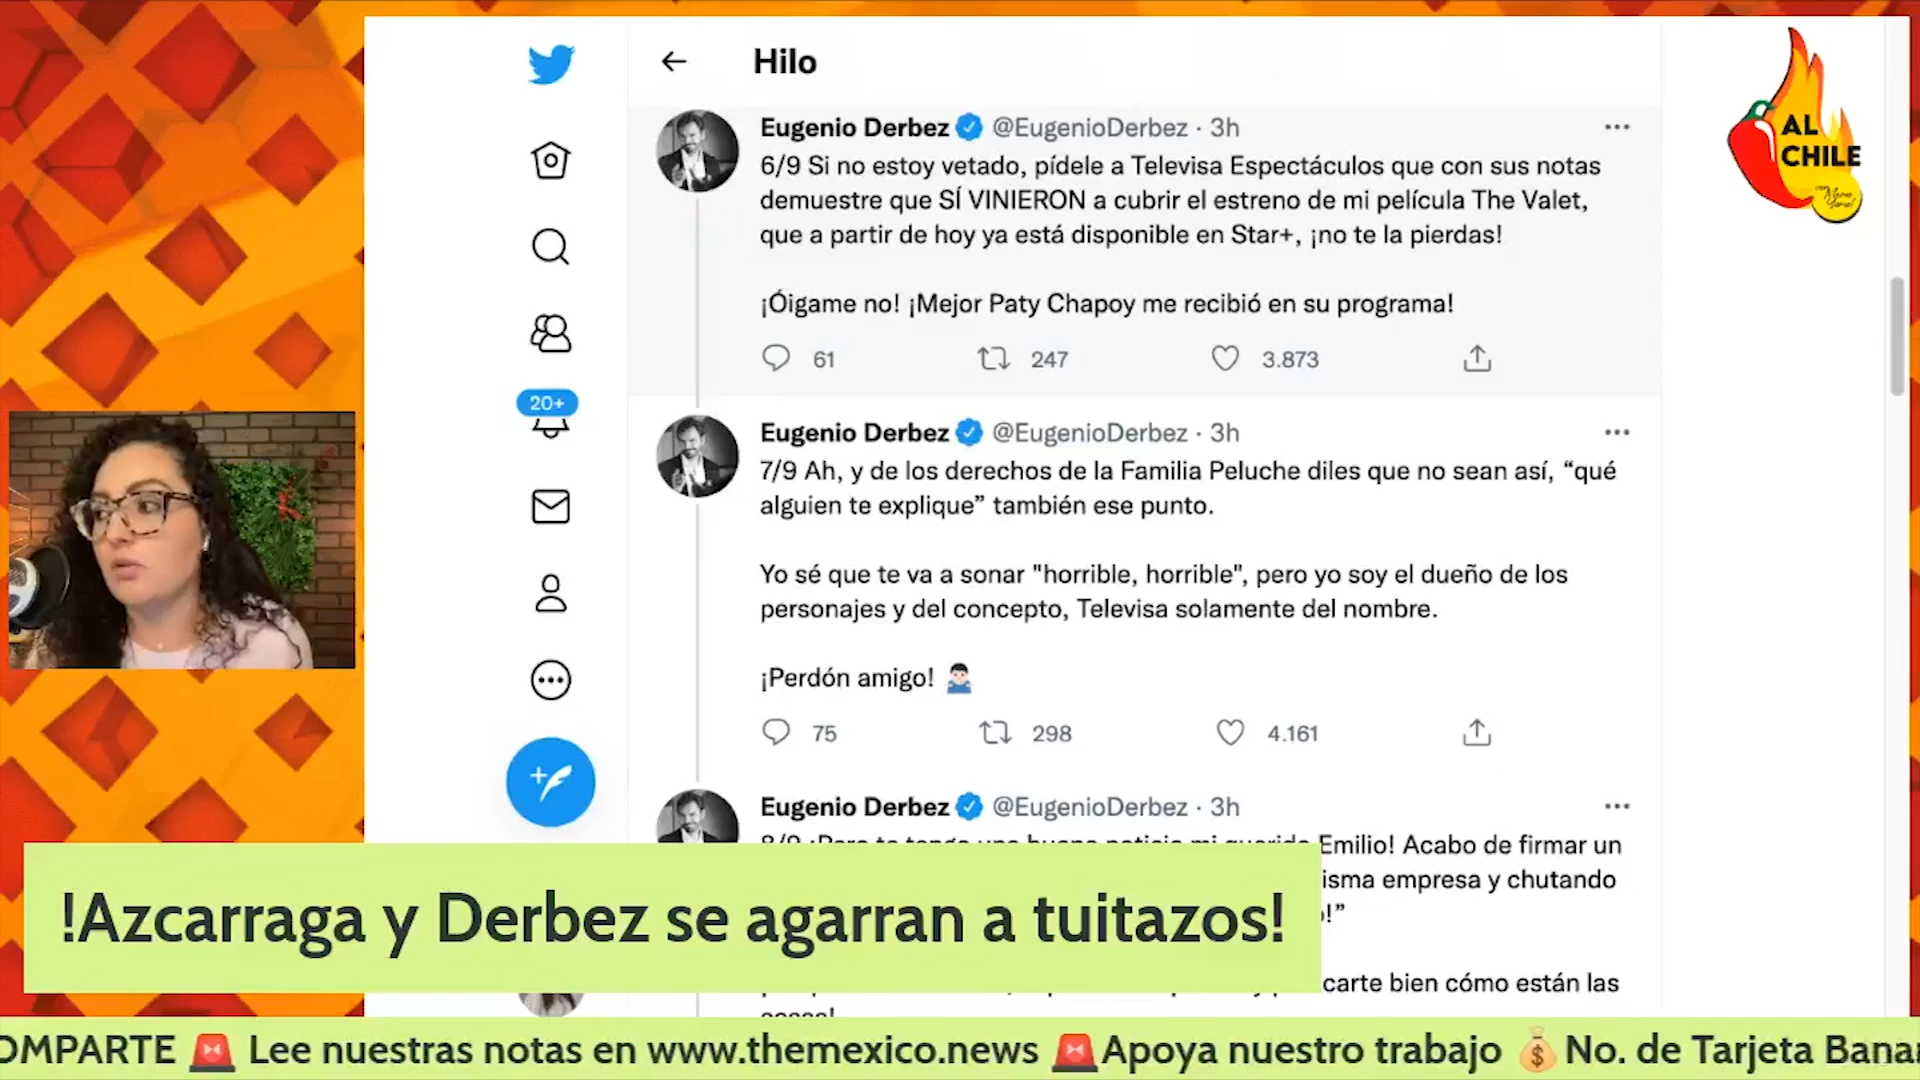 Hilo
AL
CHILE
Eugenio Derbez @EugenioDerbez · 3h
6/9 Si no estoy vetado, pídele a Televisa Espectáculos que con sus notas
demuestre que SÍ VINIERON a cubrir el estreno de mi película The Valet,
que a partir de hoy ya está disponible en Star+, ¡no te la pierdas!
¡Óigame no! ¡Mejor Paty Chapoy me recibió en su programa!
61 247 3.873
20+
Eugenio Derbez @EugenioDerbez · 3h
7/9 Ah, y de los derechos de la Familia Peluche diles que no sean así, “qué
alguien te explique” también ese punto.
Yo sé que te va a sonar "horrible, horrible", pero yo soy el dueño de los
personajes y del concepto, Televisa solamente del nombre.
¡Perdón amigo! 🤷🏻‍♂️
75 298 4.161
Eugenio Derbez @EugenioDerbez · 3h
8/9 ¡Pero te tengo una buena noticia mi querido Emilio! Acabo de firmar un
isma empresa y chutando
o!”
carte bien cómo están las
!Azcarraga y Derbez se agarran a tuitazos!
OMPARTE 🚨 Lee nuestras notas en www.themexico.news 🚨Apoya nuestro trabajo 💰No. de Tarjeta Banar